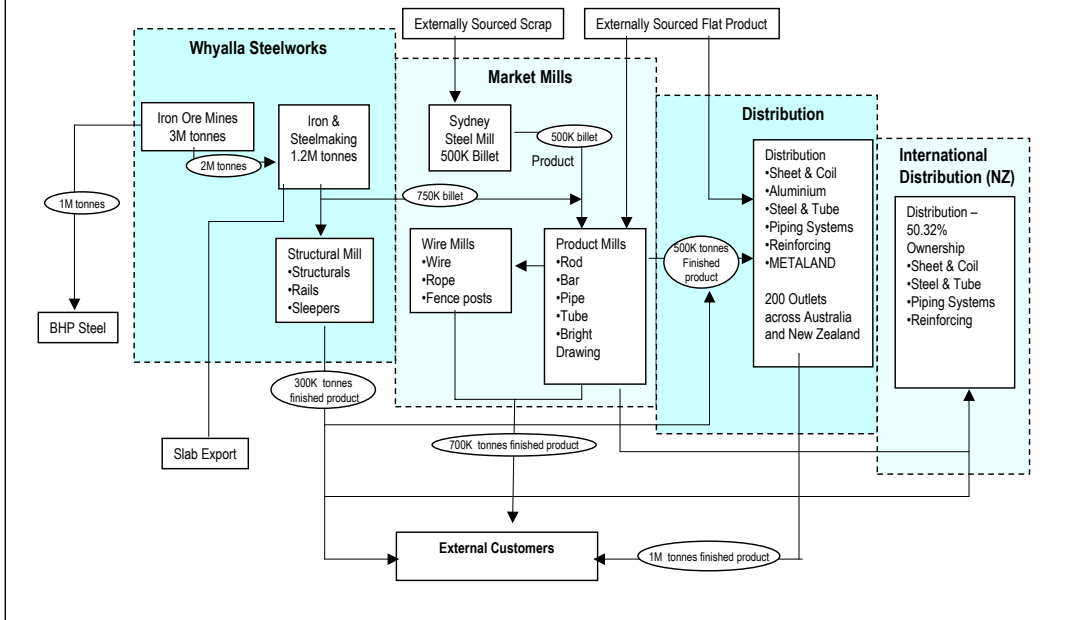 Externally Sourced Scrap
Externally Sourced Flat Product
Whyalla Steelworks
Market Mills
Distribution
International
Distribution (NZ)
Iron Ore Mines
3M tonnes
Iron &
Steelmaking
1.2M tonnes
2M tonnes
1M tonnes
BHP Steel
Sydney
Steel Mill
500K Billet
500K billet
Product
750K billet
Structural Mill
•Structurals
•Rails
•Sleepers
Wire Mills
•Wire
•Rope
•Fence posts
Product Mills
•Rod
•Bar
•Pipe
•Tube
•Bright
Drawing
500K tonnes
Finished
product
Distribution
•Sheet & Coil
•Aluminium
•Steel & Tube
•Piping Systems
•Reinforcing
•METALAND
200 Outlets
across Australia
and New Zealand
Distribution –
50.32%
Ownership
•Sheet & Coil
•Steel & Tube
•Piping Systems
•Reinforcing
300K tonnes
finished product
Slab Export
700K tonnes finished product
External Customers
1M tonnes finished product